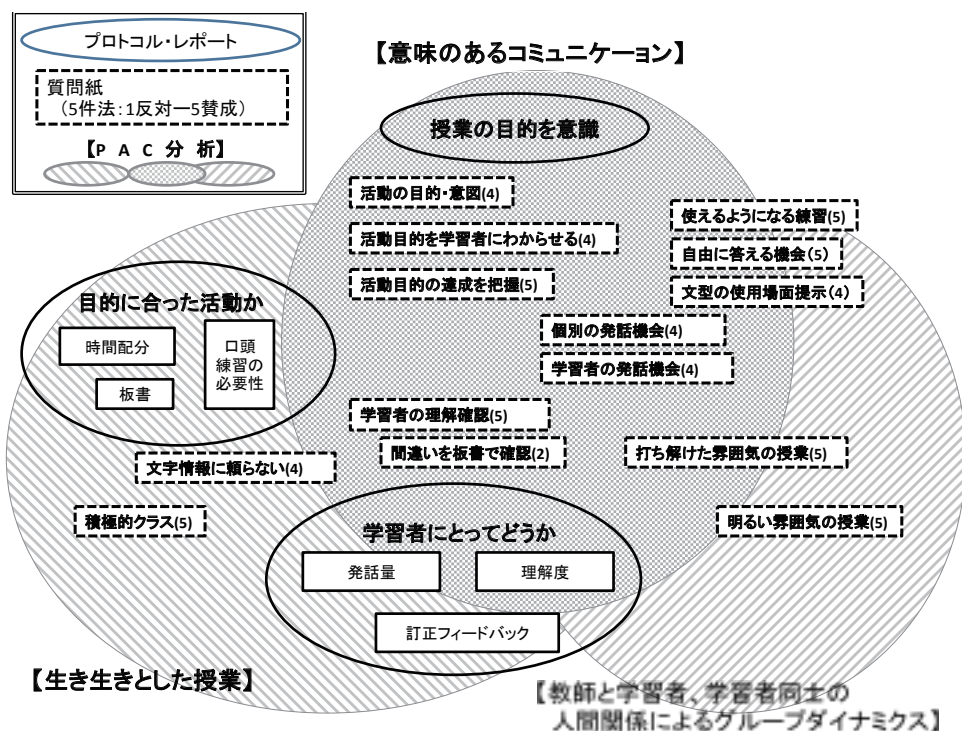 プロトコル・レポート
質問紙
（5件法：1反対ー5賛成）
【P A C 分 析】
【意味のあるコミュニケーョン】
授業の目的を意識
活動の目的・意図(4)
活動目的を学習者にわからせる(4)
活動目的の達成を把握(5)
使えるようになる練習(5)
自由に答える機会(5)
文型の使用場面提示(4)
目的に合った活動か
時間配分
板書
口頭
練習の
必要性
個別の発話機会(4)
学習者の発話機会(4)
学習者の理解確認(5)
間違いを板書で確認(2)
打ち解けた雰囲気の授業(5)
文字情報に頼らない(4)
積極的クラス(5)
明るい雰囲気の授業(5)
学習者にとってどうか
発話量
理解度
訂正フィードバック
【生き生きとした授業】
【教師と学習者、学習者同士の
人間関係によるグループダイナミクス】